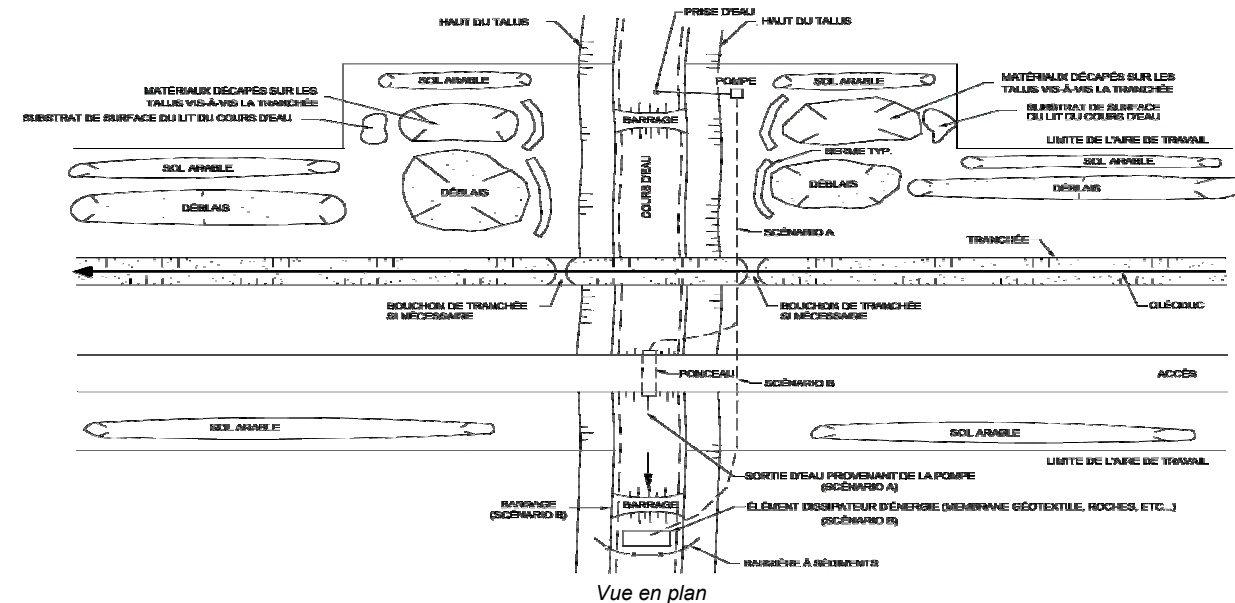 PRISE D'EAU
HAUT DU TALUS
HAUT DU TALUS
SOL ARABLE
POMPE
SOL ARABLE
MATÉRIAUX DÉCAPÉS SUR LES
TALUS VIS-À-VIS LA TRANCHÉE
MATÉRIAUX DÉCAPÉS SUR LES
TALUS VIS-À-VIS LA TRANCHÉE
SUBSTRAT DE SURFACE DU LIT DU COURS D'EAU
BARRAGE
SUBSTRAT DE SURFACE
DU LIT DU COURS D'EAU
LIMITE DE L'AIRE DE TRAVAIL
BERME TYP.
SOL ARABLE
SOL ARABLE
DÉBLAIS
DÉBLAIS
DÉBLAIS
DÉBLAIS
COURS D'EAU
SCÉNARIO A
TRANCHÉE
BOUCHON DE TRANCHÉE
SI NÉCESSAIRE
BOUCHON DE TRANCHÉE
SI NÉCESSAIRE
OLÉODUC
PONCEAU
SCÉNARIO B
ACCÈS
SOL ARABLE
SOL ARABLE
LIMITE DE L'AIRE DE TRAVAIL
SORTIE D'EAU PROVENANT DE LA POMPE
(SCÉNARIO A)
BARRAGE
(SCÉNARIO B)
BARRAGE
ÉLÉMENT DISSIPATEUR D'ÉNERGIE (MEMBRANE GÉOTEXTILE, ROCHES, ETC...)
(SCÉNARIO B)
BARRIÈRE À SÉDIMENTS
Vue en plan